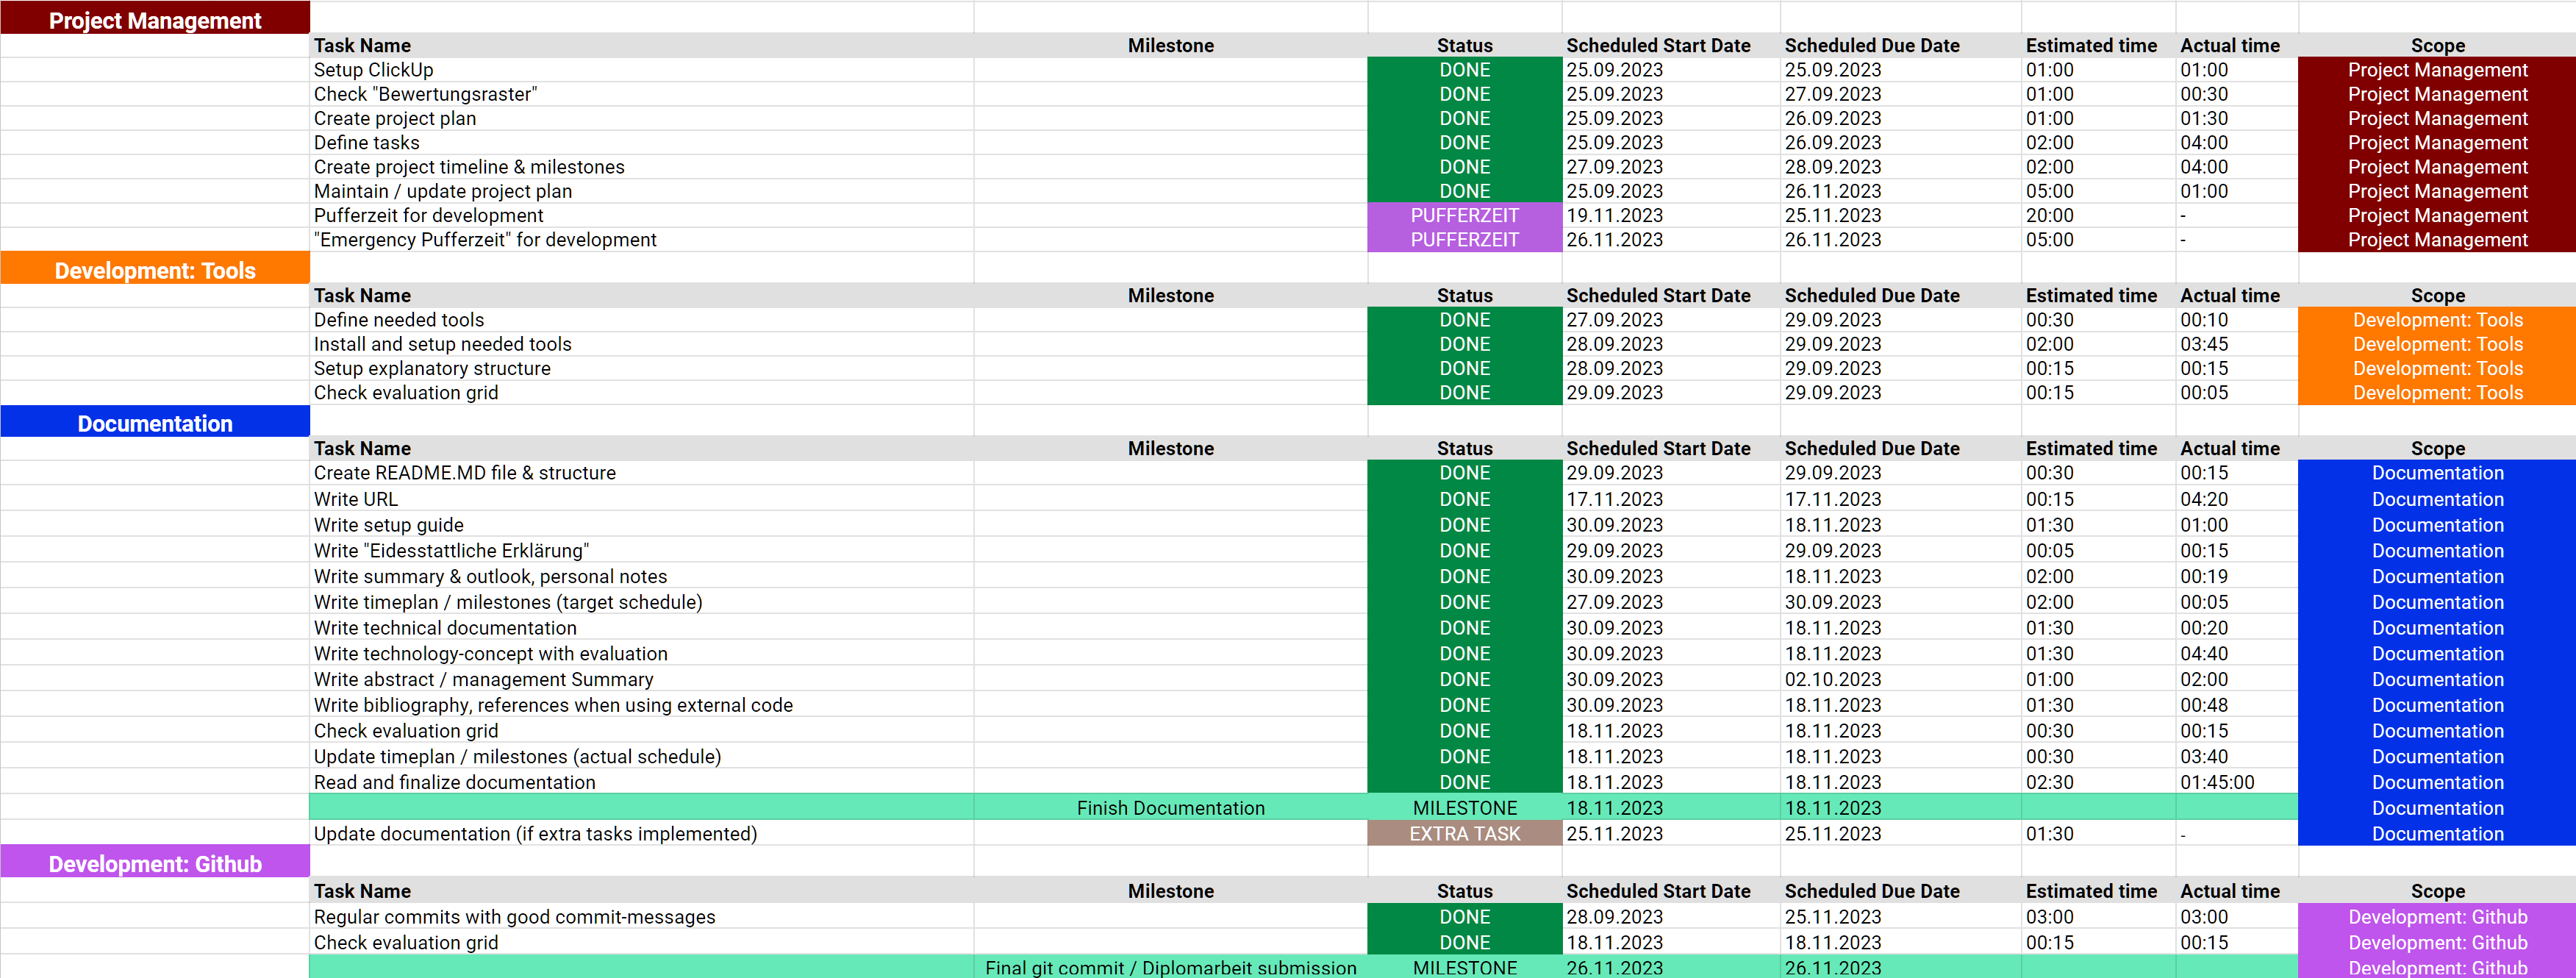 Project Management
Task Name Milestone Status Scheduled Start Date Scheduled Due Date Estimated time Actual time Scope
Setup ClickUp DONE 25.09.2023 25.09.2023 01:00 01:00 Project Management
Check "Bewertungsraster" DONE 25.09.2023 27.09.2023 01:00 00:30 Project Management
Create project plan DONE 25.09.2023 26.09.2023 01:00 01:30 Project Management
Define tasks DONE 25.09.2023 26.09.2023 02:00 04:00 Project Management
Create project timeline & milestones DONE 27.09.2023 28.09.2023 02:00 04:00 Project Management
Maintain / update project plan DONE 25.09.2023 26.11.2023 05:00 01:00 Project Management
Pufferzeit for development PUFFERZEIT 19.11.2023 25.11.2023 20:00 - Project Management
"Emergency Pufferzeit" for development PUFFERZEIT 26.11.2023 26.11.2023 05:00 - Project Management
Development: Tools
Task Name Milestone Status Scheduled Start Date Scheduled Due Date Estimated time Actual time Scope
Define needed tools DONE 27.09.2023 29.09.2023 00:30 00:10 Development: Tools
Install and setup needed tools DONE 28.09.2023 29.09.2023 02:00 03:45 Development: Tools
Setup explanatory structure DONE 28.09.2023 29.09.2023 00:15 00:15 Development: Tools
Check evaluation grid DONE 29.09.2023 29.09.2023 00:15 00:05 Development: Tools
Documentation
Task Name Milestone Status Scheduled Start Date Scheduled Due Date Estimated time Actual time Scope
Create README.MD file & structure DONE 29.09.2023 29.09.2023 00:30 00:15 Documentation
Write URL DONE 17.11.2023 17.11.2023 00:15 04:20 Documentation
Write setup guide DONE 30.09.2023 18.11.2023 01:30 01:00 Documentation
Write "Eidesstattliche Erklärung" DONE 29.09.2023 29.09.2023 00:05 00:15 Documentation
Write summary & outlook, personal notes DONE 30.09.2023 18.11.2023 02:00 00:19 Documentation
Write timeplan / milestones (target schedule) DONE 27.09.2023 30.09.2023 02:00 00:05 Documentation
Write technical documentation DONE 30.09.2023 18.11.2023 01:30 00:20 Documentation
Write technology-concept with evaluation DONE 30.09.2023 18.11.2023 01:30 04:40 Documentation
Write abstract / management Summary DONE 30.09.2023 02.10.2023 01:00 02:00 Documentation
Write bibliography, references when using external code DONE 30.09.2023 18.11.2023 01:30 00:48 Documentation
Check evaluation grid DONE 18.11.2023 18.11.2023 00:30 00:15 Documentation
Update timeplan / milestones (actual schedule) DONE 18.11.2023 18.11.2023 00:30 03:40 Documentation
Read and finalize documentation DONE 18.11.2023 18.11.2023 02:30 01:45:00 Documentation
Finish Documentation MILESTONE 18.11.2023 18.11.2023 Documentation
Update documentation (if extra tasks implemented) EXTRA TASK 25.11.2023 25.11.2023 01:30 - Documentation
Development: Github
Task Name Milestone Status Scheduled Start Date Scheduled Due Date Estimated time Actual time Scope
Regular commits with good commit-messages DONE 28.09.2023 25.11.2023 03:00 03:00 Development: Github
Check evaluation grid DONE 18.11.2023 18.11.2023 00:15 00:15 Development: Github
Final git commit / Diplomarbeit submission MILESTONE 26.11.2023 26.11.2023 Development: Github